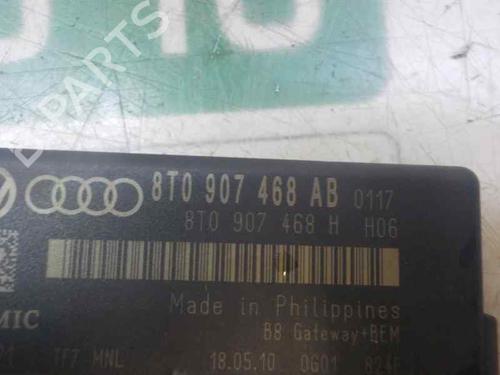 8T0 907 468 AB 0117
8T0 907 468 H H06
MIC
Made in Philippines
B8 Gateway+BEM
TF7 MNL 18.05.10 0601
B-PARTS